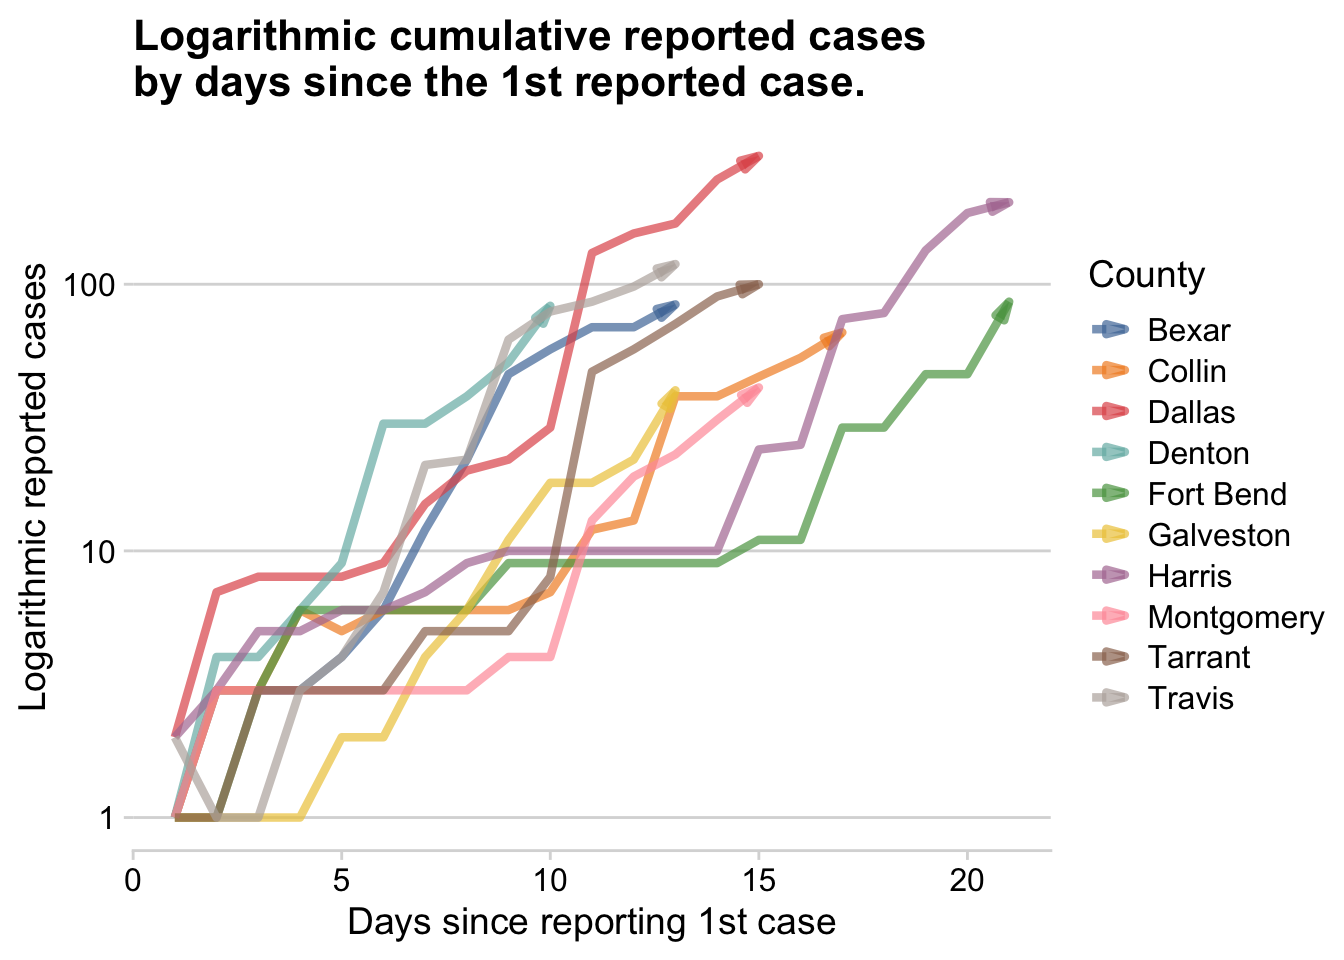 Logarithmic cumulative reported cases
by days since the 1st reported case.
Logarithmic reported cases
100
10
1
0 5 10 15 20
Days since reporting 1st case
County
Bexar
Collin
Dallas
Denton
Fort Bend
Galveston
Harris
Montgomery
Tarrant
Travis